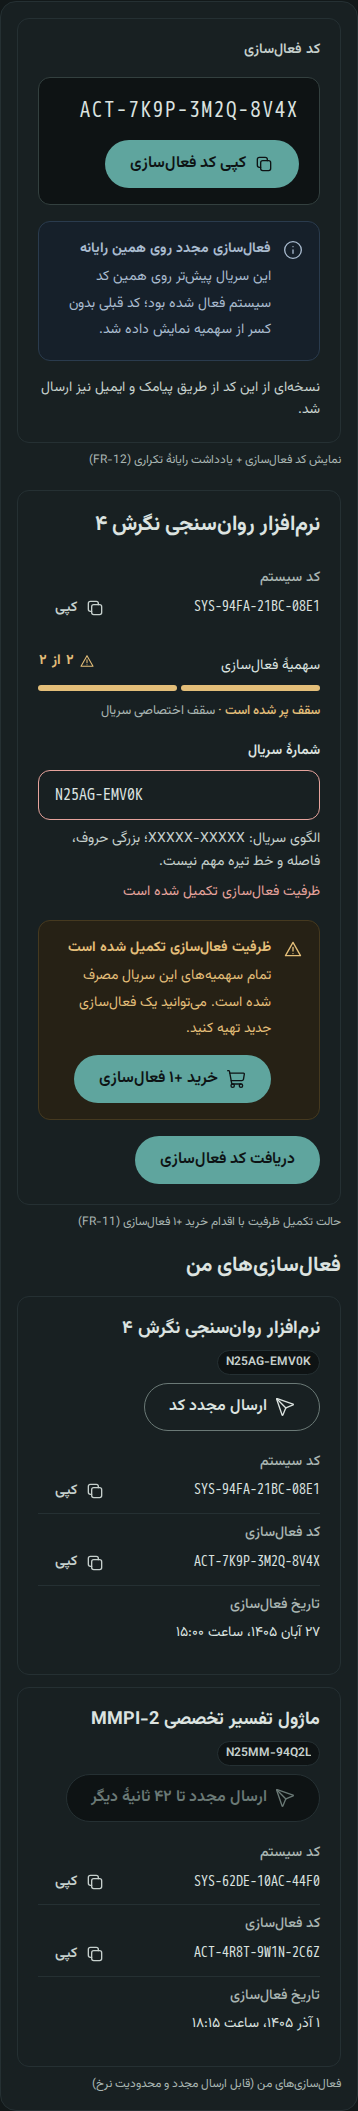 کد فعال‌سازی
ACT-7K9P-3M2Q-8V4X
کپی کد فعال‌سازی
فعال‌سازی مجدد روی همین رایانه
این سریال پیش‌تر روی همین کد
سیستم فعال شده بود؛ کد قبلی بدون
کسر از سهمیه نمایش داده شد.
نسخه‌ای از این کد از طریق پیامک و ایمیل نیز ارسال
شد.
نمایش کد فعال‌سازی + یادداشت رایانهٔ تکراری (FR-12)
نرم‌افزار روان‌سنجی نگرش ۴
کد سیستم
SYS-94FA-21BC-08E1
کپی
سهمیهٔ فعال‌سازی
۲ از ۲
سقف پر شده است · سقف اختصاصی سریال
شمارهٔ سریال
N25AG-EMV0K
الگوی سریال: XXXXX-XXXXX؛ بزرگی حروف،
فاصله و خط تیره مهم نیست.
ظرفیت فعال‌سازی تکمیل شده است
ظرفیت فعال‌سازی تکمیل شده است
تمام سهمیه‌های این سریال مصرف
شده است. می‌توانید یک فعال‌سازی
جدید تهیه کنید.
خرید +۱ فعال‌سازی
دریافت کد فعال‌سازی
حالت تکمیل ظرفیت با اقدام خرید +۱ فعال‌سازی (FR-11)
فعال‌سازی‌های من
نرم‌افزار روان‌سنجی نگرش ۴
N25AG-EMV0K
ارسال مجدد کد
کد سیستم
SYS-94FA-21BC-08E1
کپی
کد فعال‌سازی
ACT-7K9P-3M2Q-8V4X
کپی
تاریخ فعال‌سازی
۲۷ آبان ۱۴۰۵، ساعت ۱۵:۰۰
ماژول تفسیر تخصصی MMPI-2
N25MM-94Q2L
ارسال مجدد تا ۴۲ ثانیهٔ دیگر
کد سیستم
SYS-62DE-10AC-44F0
کپی
کد فعال‌سازی
ACT-4R8T-9W1N-2C6Z
کپی
تاریخ فعال‌سازی
۱ آذر ۱۴۰۵، ساعت ۱۸:۱۵
فعال‌سازی‌های من (قابل ارسال مجدد و محدودیت نرخ)